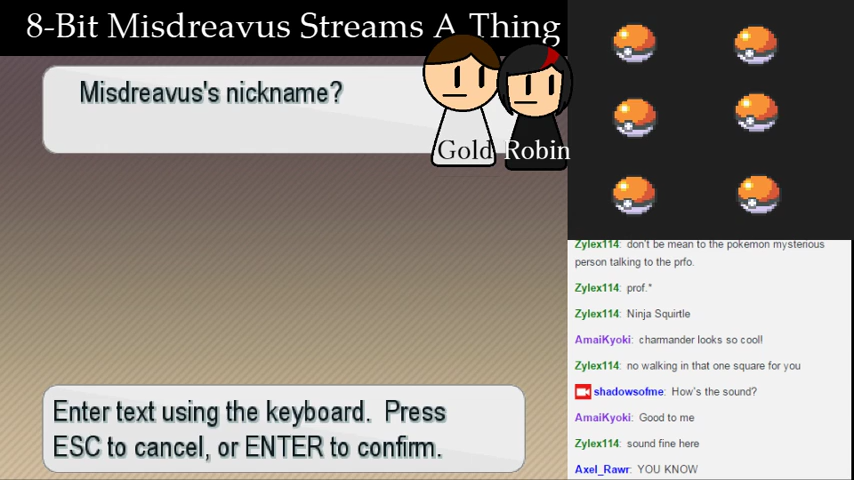 8-Bit Misdreavus Streams A Thing
Misdreavus's nickname?
Gold Robin
Enter text using the keyboard. Press
ESC to cancel, or ENTER to confirm.
Zylex114: don't be mean to the pokemon mysterious
person talking to the prfo.
Zylex114: prof.*
Zylex114: Ninja Squirtle
AmaiKyoki: charmander looks so cool!
Zylex114: no walking in that one square for you
shadowsofme: How's the sound?
AmaiKyoki: Good to me
Zylex114: sound fine here
Axel_Rawr: YOU KNOW